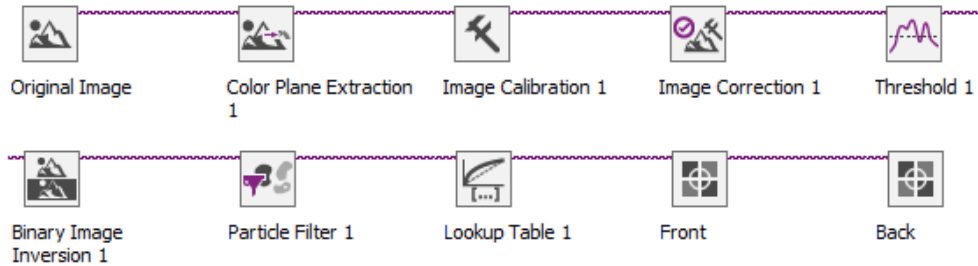 Original Image
Color Plane Extraction
1
Image Calibration 1
Image Correction 1
Threshold 1
Binary Image
Inversion 1
Particle Filter 1
Lookup Table 1
[...]
Front
Back